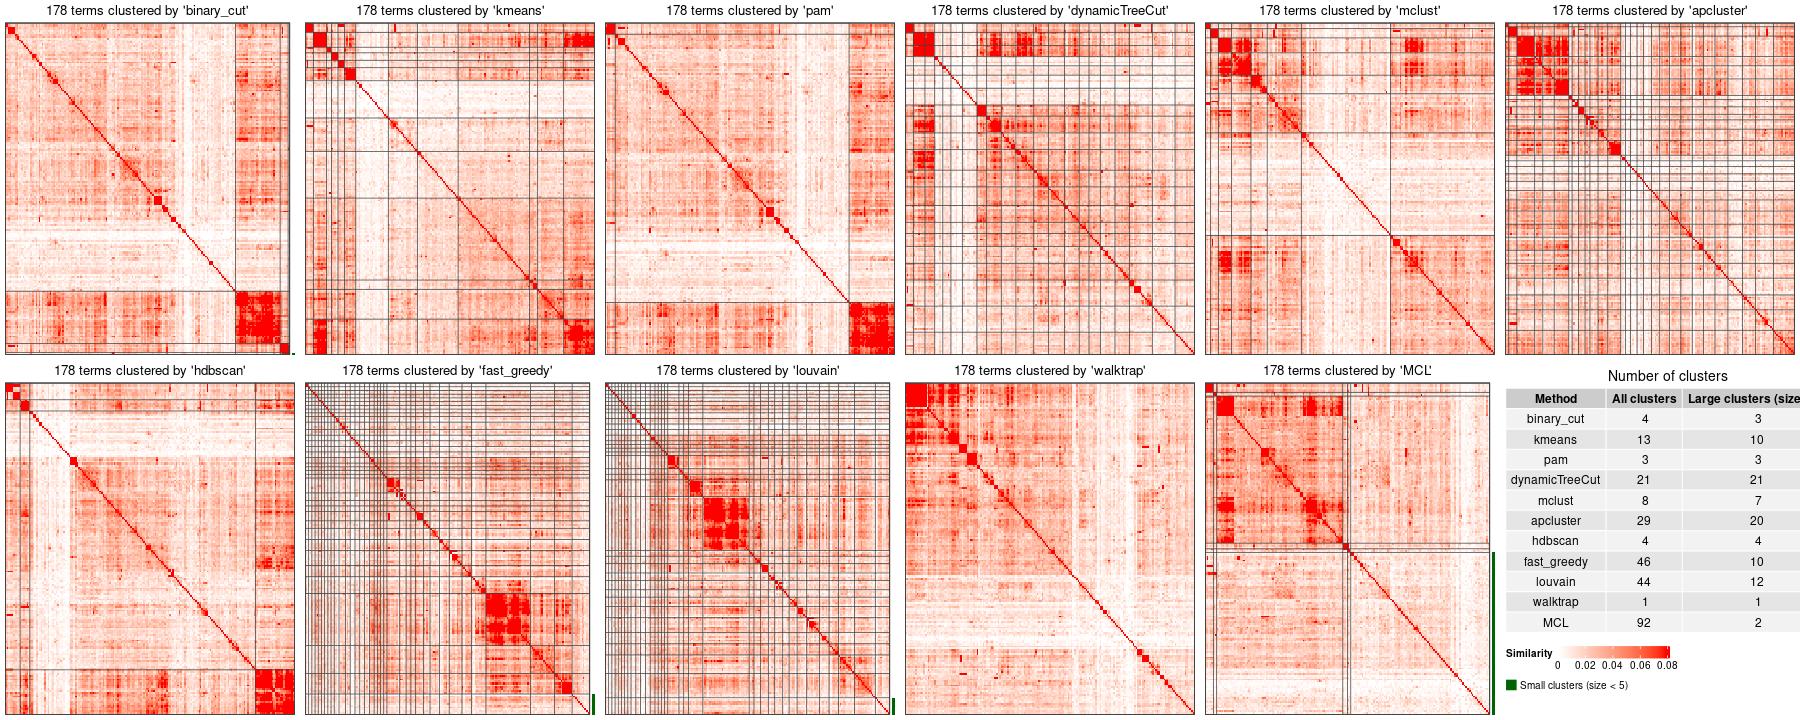 178 terms clustered by 'binary_cut'
178 terms clustered by 'kmeans'
178 terms clustered by 'pam'
178 terms clustered by 'dynamicTreeCut'
178 terms clustered by 'mclust'
178 terms clustered by 'apcluster'
178 terms clustered by 'hdbscan'
178 terms clustered by 'fast_greedy'
178 terms clustered by 'louvain'
178 terms clustered by 'walktrap'
178 terms clustered by 'MCL'
Number of clusters
Method All clusters Large clusters (size
binary_cut 4 3
kmeans 13 10
pam 3 3
dynamicTreeCut 21 21
mclust 8 7
apcluster 29 20
hdbscan 4 4
fast_greedy 46 10
louvain 44 12
walktrap 1 1
MCL 92 2
Similarity
0 0.02 0.04 0.06 0.08
Small clusters (size < 5)